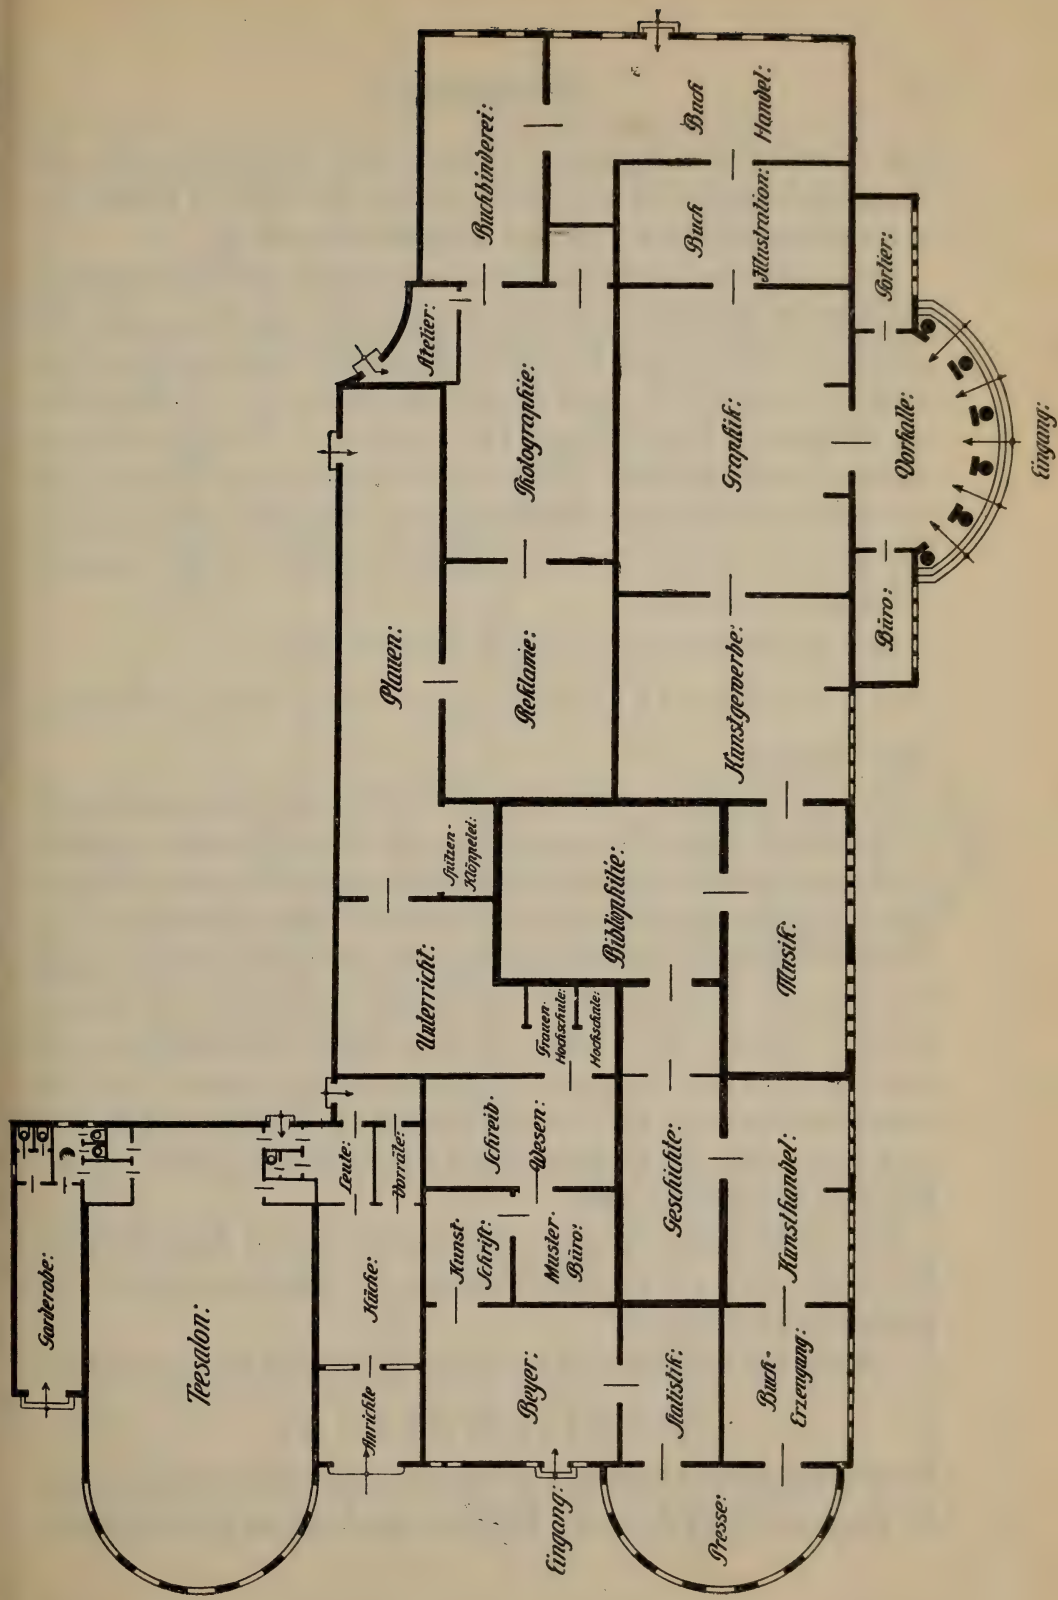 Garderobe:
Teesalon:
Leute:
Vorräte:
Küche:
Anrichte
Unterricht:
Spitzen-
Klöppelei:
Plauen:
Atelier:
Buchbinderei:
Photographie:
Reklame:
Bibliophilie:
Frauen-
Hochschule:
Hochschule:
Schreib-
Wesen:
Kunst-
Schrift:
Muster-
Büro:
Beyer:
Eingang:
Statistik:
Geschichte:
Buch-
Erzeugung:
Presse:
Kunsthandel:
Musik:
Kunstgewerbe:
Graphik:
Buch
Illustration:
Buch
Handel:
Büro:
Vorhalle:
Portier:
Eingang: